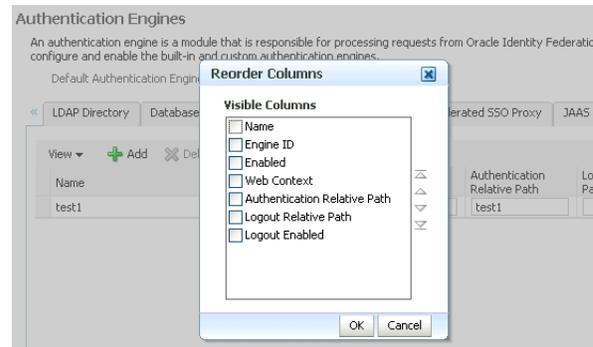 Authentication Engines
An authentication engine is a module that is responsible for processing requests from Oracle Identity Federatio
configure and enable the built-in and custom authentication engines.
Default Authentication Engin
Reorder Columns
Visible Columns
Name
Engine ID
Enabled
Web Context
Authentication Relative Path
Logout Relative Path
Logout Enabled
OK Cancel
LDAP Directory Database erated SSO Proxy JAAS
View Add Del
Name Authentication Relative Path Lo Pa
test1 test1